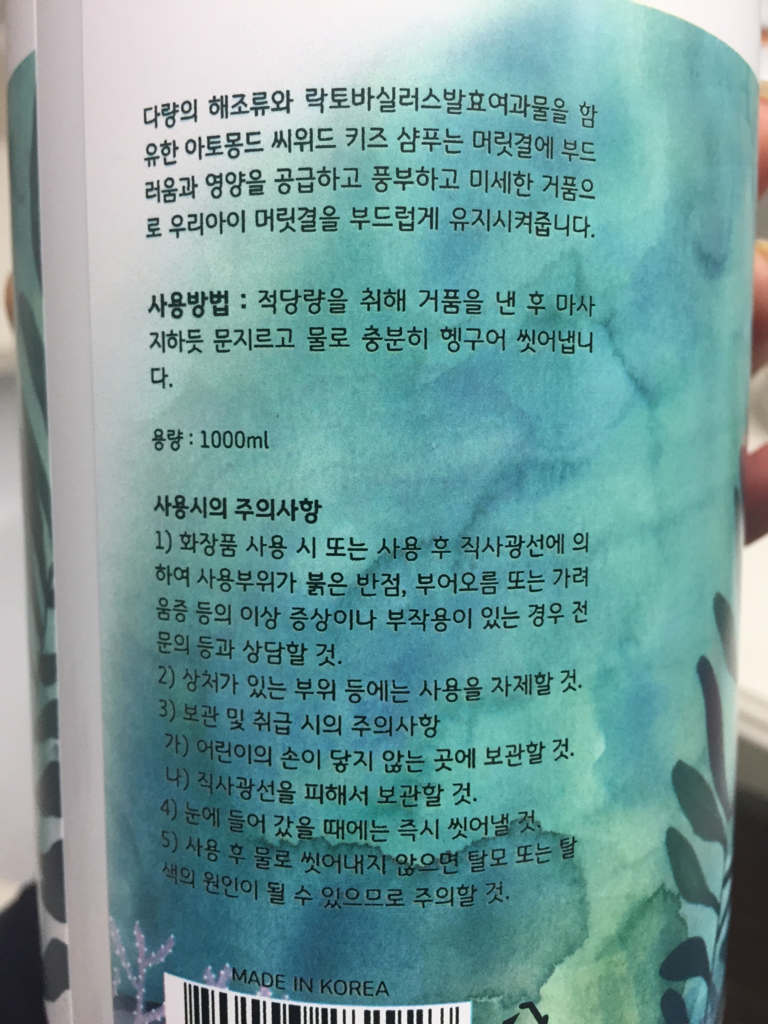 다량의 해조류와 락토바실러스발효여과물을 함
유한 아토몽드 씨위드 키즈 샴푸는 머릿결에 부드
러움과 영양을 공급하고 풍부하고 미세한 거품으
로 우리아이 머릿결을 부드럽게 유지시켜줍니다.
사용방법 : 적당량을 취해 거품을 낸 후 마사
지하듯 문지르고 물로 충분히 헹구어 씻어냅니
다.
용량 : 1000ml
사용시의 주의사항
1) 화장품 사용 시 또는 사용 후 직사광선에 의
하여 사용부위가 붉은 반점, 부어오름 또는 가려
움증 등의 이상 증상이나 부작용이 있는 경우 전
문의 등과 상담할 것.
2) 상처가 있는 부위 등에는 사용을 자제할 것.
3) 보관 및 취급 시의 주의사항
가) 어린이의 손이 닿지 않는 곳에 보관할 것.
나) 직사광선을 피해서 보관할 것.
4) 눈에 들어 갔을 때에는 즉시 씻어낼 것.
5) 사용 후 물로 씻어내지 않으면 탈모 또는 탈
색의 원인이 될 수 있으므로 주의할 것.
MADE IN KOREA